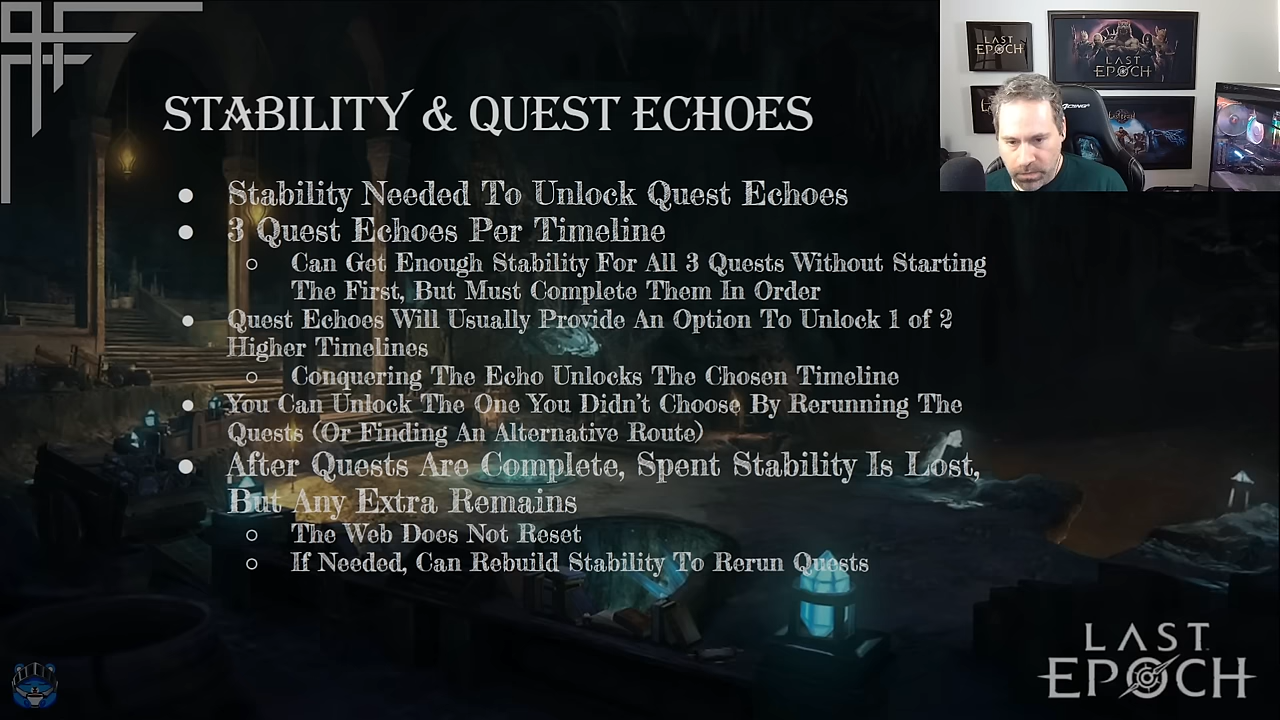 STABILITY & QUEST ECHOES
Stability Needed To Unlock Quest Echoes
3 Quest Echoes Per Timeline
Can Get Enough Stability For All 3 Quests Without Starting
The First, But Must Complete Them In Order
Quest Echoes Will Usually Provide An Option To Unlock 1 of 2
Higher Timelines
Conquering The Echo Unlocks The Chosen Timeline
You Can Unlock The One You Didn't Choose By Rerunning The
Quests (Or Finding An Alternative Route)
After Quests Are Complete, Spent Stability Is Lost,
But Any Extra Remains
The Web Does Not Reset
If Needed, Can Rebuild Stability To Rerun Quests
LAST
EPOCH
LAST
EPOCH
LAST
EPOCH